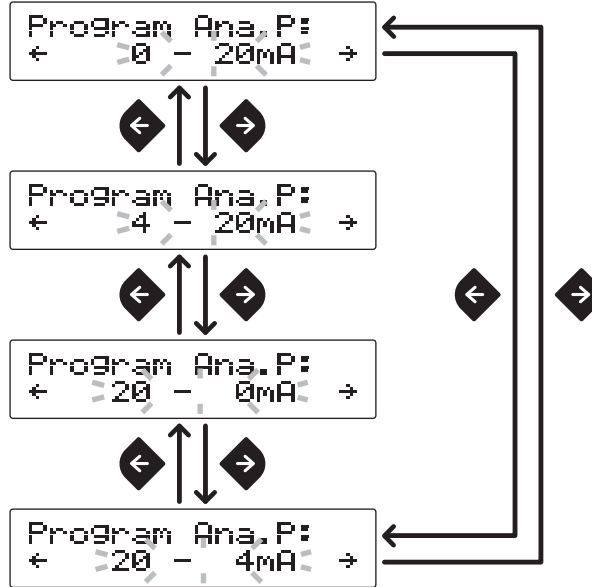 Program Ana.P:
← 0 - 20mA →
Program Ana.P:
← 4 - 20mA →
Program Ana.P:
← 20 - 0mA →
Program Ana.P:
← 20 - 4mA →